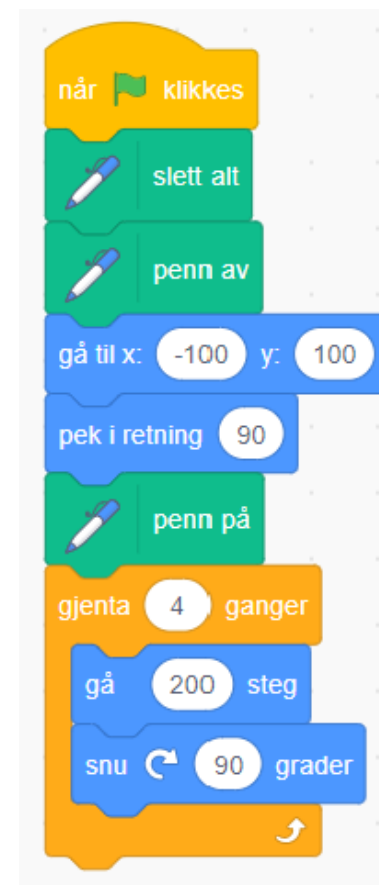 når klikkes
slett alt
penn av
gå til x: -100 y: 100
pek i retning 90
penn på
gjenta 4 ganger
gå 200 steg
snu 90 grader